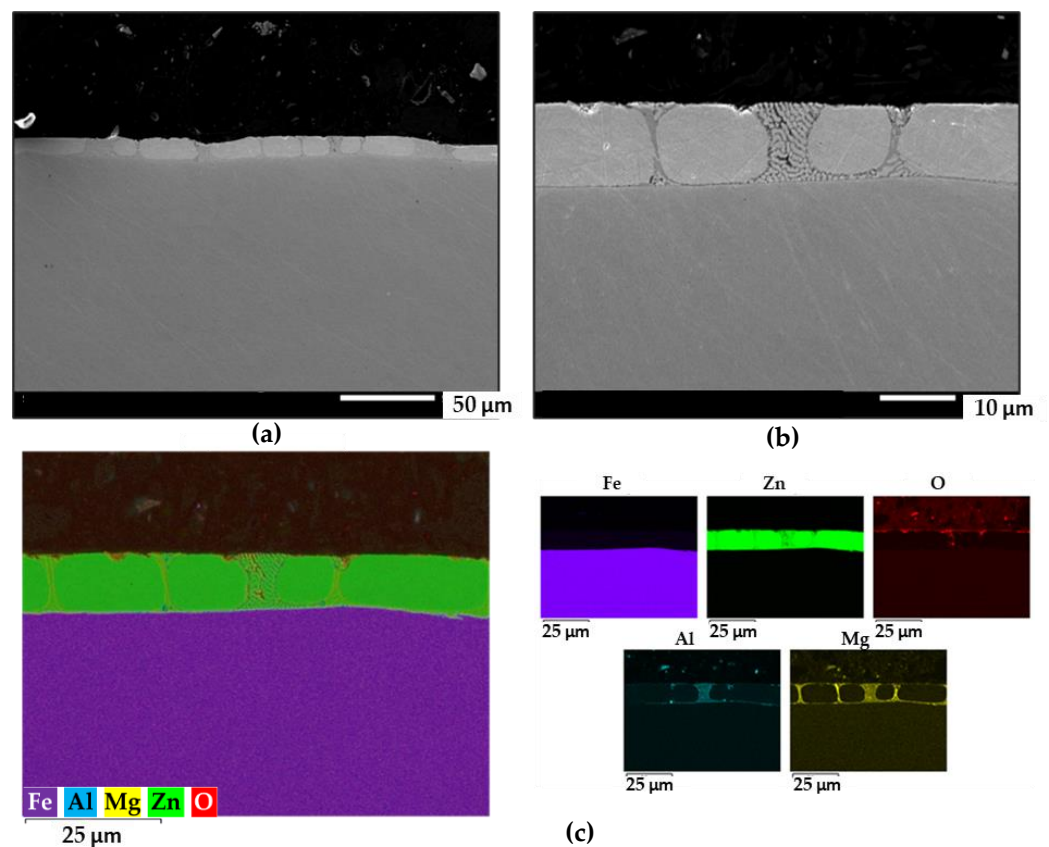 50 µm
10 µm
(a)
(b)
Fe
Zn
O
25 µm
25 µm
25 µm
Al
Mg
25 µm
25 µm
Fe Al Mg Zn O
25 µm
(c)